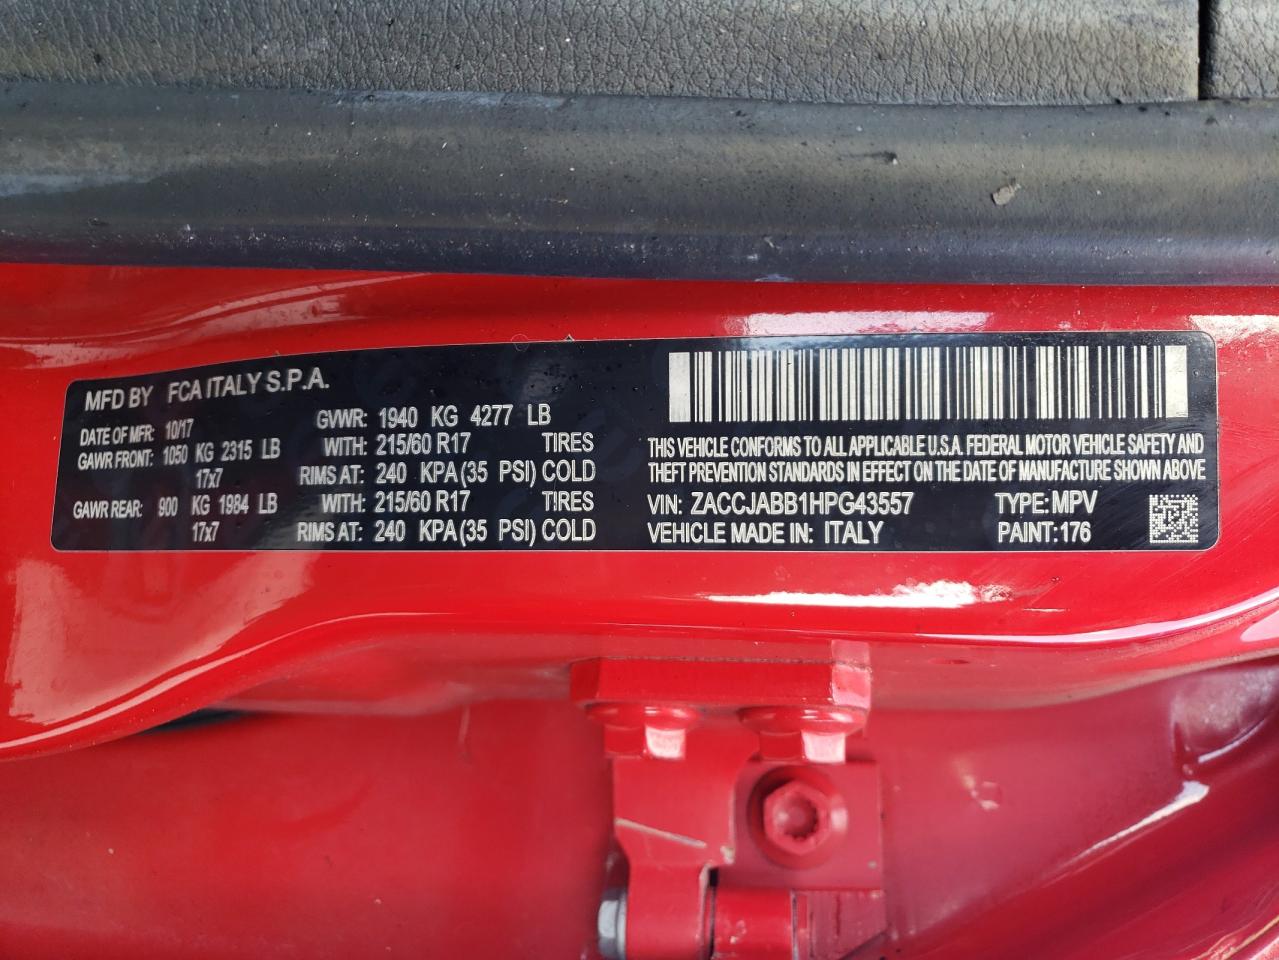 MFD BY FCA ITALY S.P.A.
DATE OF MFR: 10/17 GVWR: 1940 KG 4277 LB
GAWR FRONT: 1050 KG 2315 LB WITH: 215/60 R17 TIRES
17x7 RIMS AT: 240 KPA(35 PSI) COLD
GAWR REAR: 900 KG 1984 LB WITH: 215/60 R17 TIRES
17x7 RIMS AT: 240 KPA(35 PSI) COLD
THIS VEHICLE CONFORMS TO ALL APPLICABLE U.S.A. FEDERAL MOTOR VEHICLE SAFETY AND
THEFT PREVENTION STANDARDS IN EFFECT ON THE DATE OF MANUFACTURE SHOWN ABOVE
VIN: ZACCJABB1HPG43557 TYPE: MPV
VEHICLE MADE IN: ITALY PAINT: 176